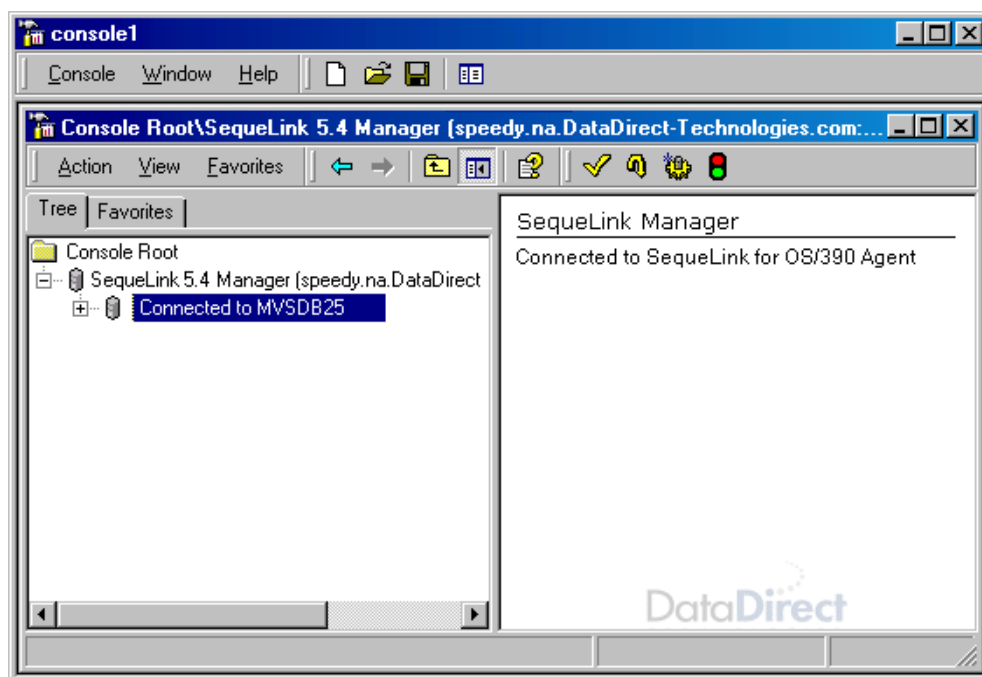 console1
Console Window Help
Console Root\SequeLink 5.4 Manager (speedy.na.DataDirect-Technologies.com:...
Action View Favorites
Tree Favorites
Console Root
SequeLink 5.4 Manager (speedy.na.DataDirect
Connected to MVSDB25
SequeLink Manager
Connected to SequeLink for OS/390 Agent
DataDirect